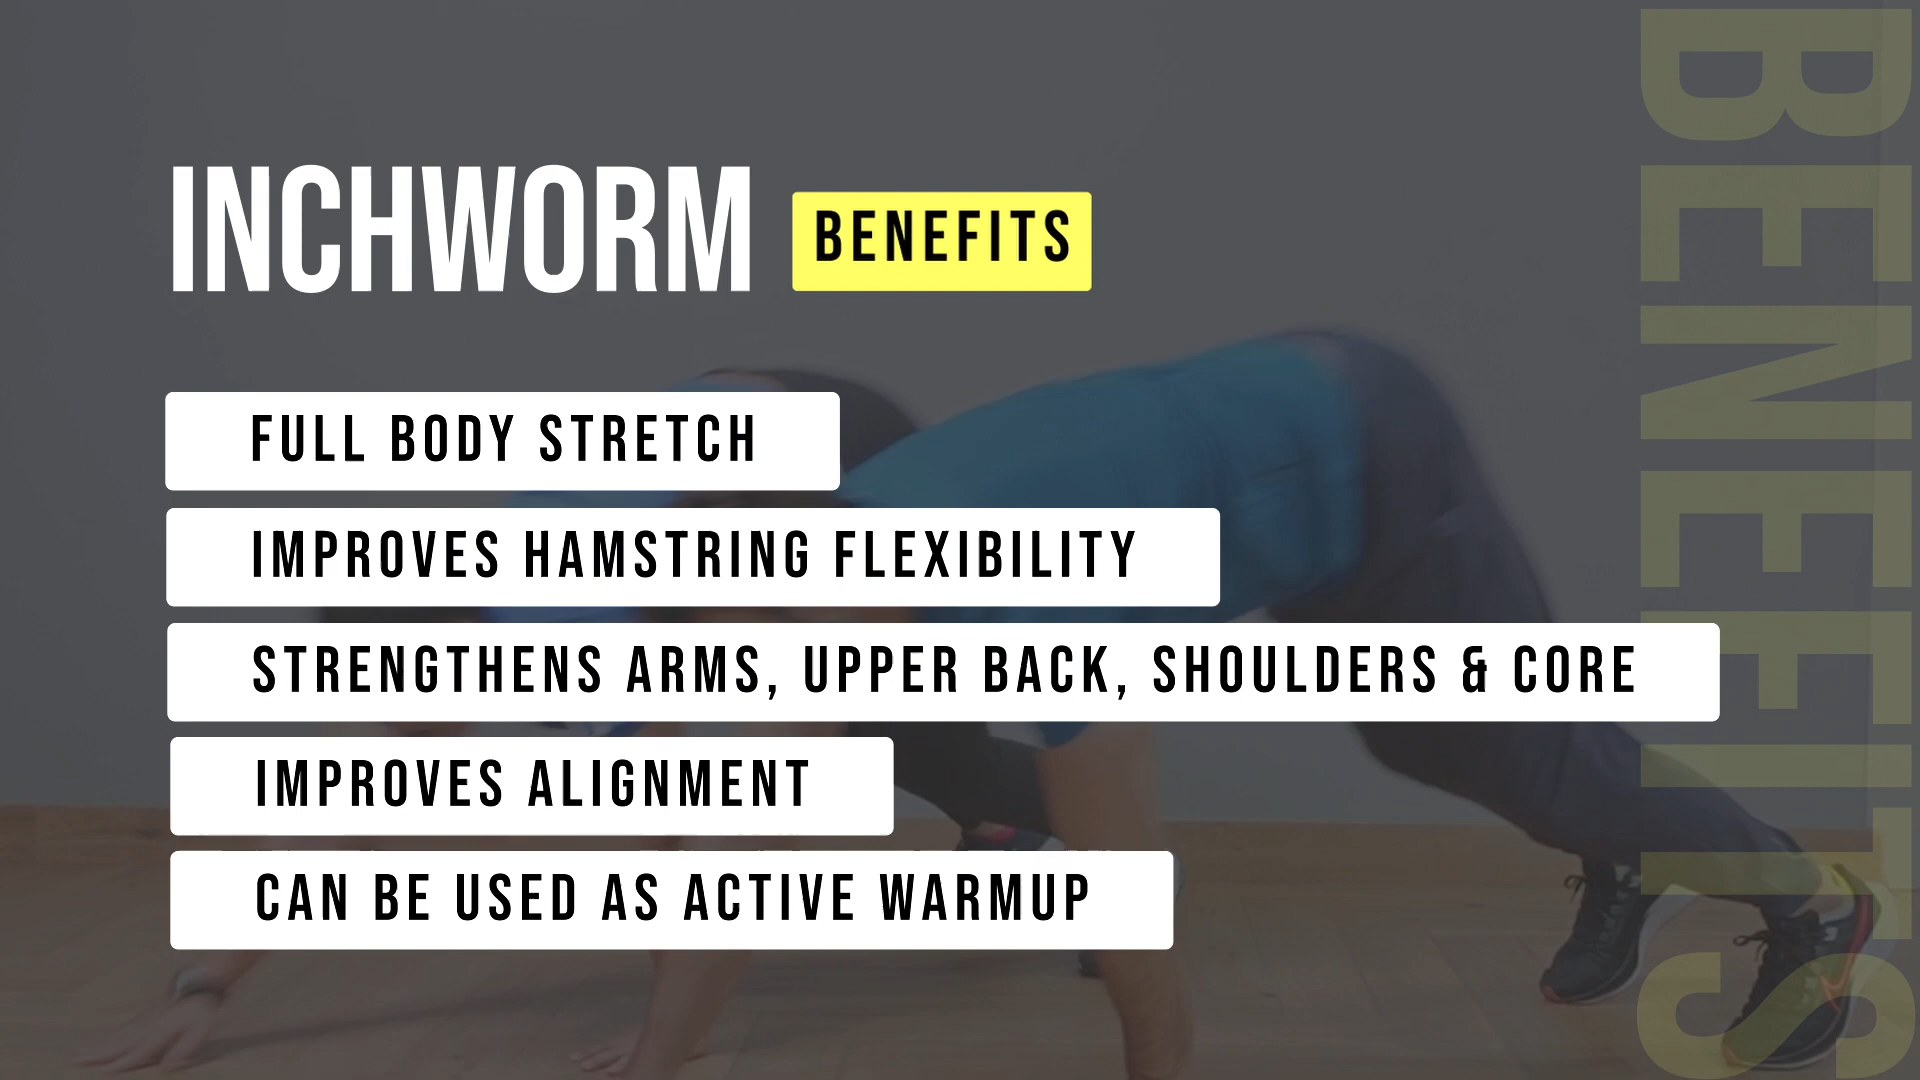 INCHWORM BENEFITS
FULL BODY STRETCH
IMPROVES HAMSTRING FLEXIBILITY
STRENGTHENS ARMS, UPPER BACK, SHOULDERS & CORE
IMPROVES ALIGNMENT
CAN BE USED AS ACTIVE WARMUP
BENEFITS